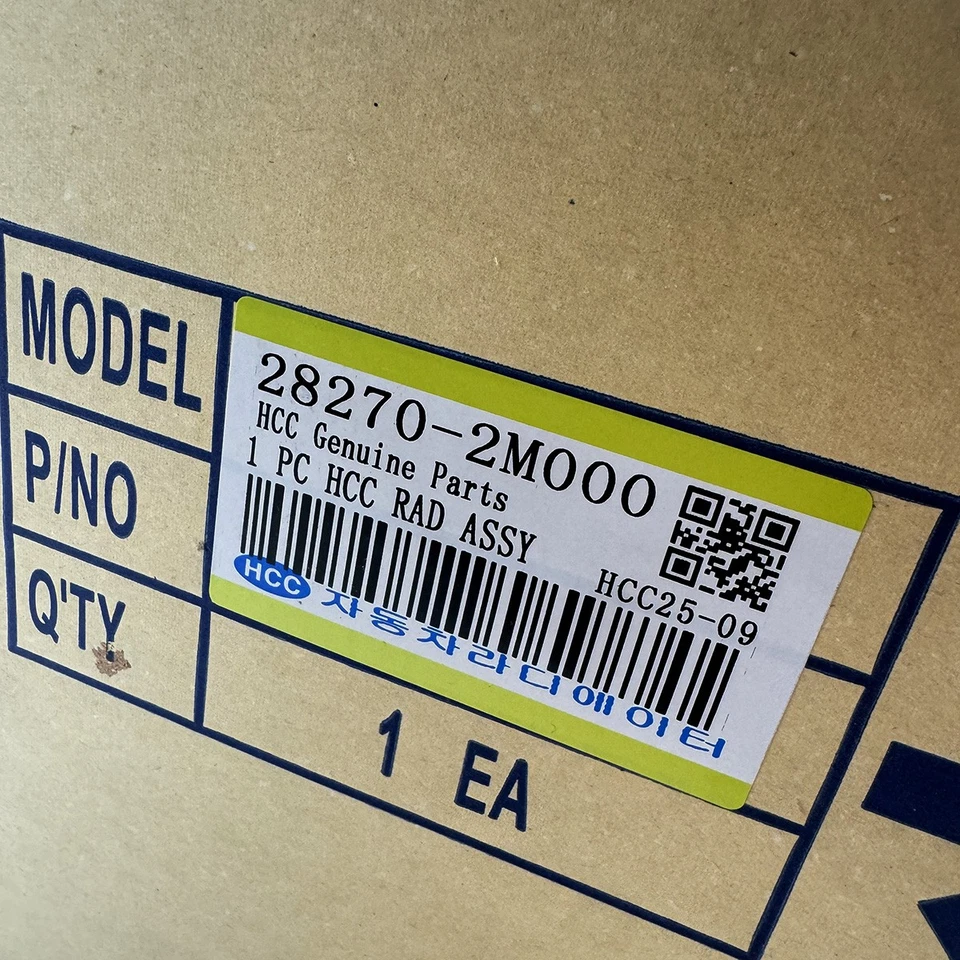 MODEL
P/NO
Q'TY
28270-2M000
HCC Genuine Parts
1 PC HCC RAD ASSY
HCC25-09
HCC 자동차라디에이터
1 EA